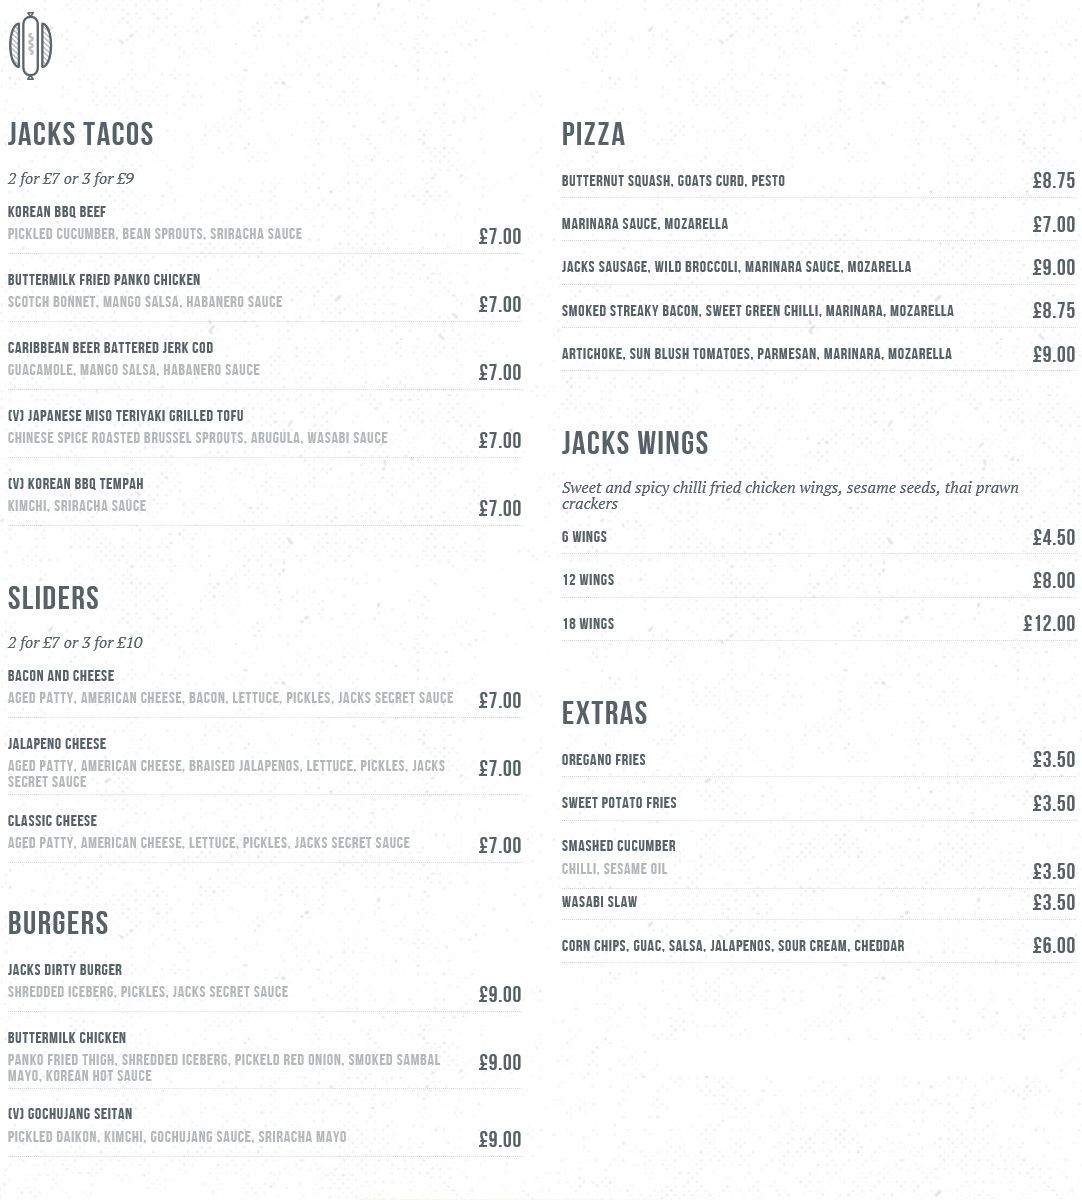 JACKS TACOS
2 for £7 or 3 for £9
KOREAN BBQ BEEF
PICKLED CUCUMBER, BEAN SPROUTS, SRIRACHA SAUCE £7.00
BUTTERMILK FRIED PANKO CHICKEN
SCOTCH BONNET, MANGO SALSA, HABANERO SAUCE £7.00
CARIBBEAN BEER BATTERED JERK COD
GUACAMOLE, MANGO SALSA, HABANERO SAUCE £7.00
(V) JAPANESE MISO TERIYAKI GRILLED TOFU
CHINESE SPICE ROASTED BRUSSEL SPROUTS, ARUGULA, WASABI SAUCE £7.00
(V) KOREAN BBQ TEMPAH
KIMCHI, SRIRACHA SAUCE £7.00
SLIDERS
2 for £7 or 3 for £10
BACON AND CHEESE
AGED PATTY, AMERICAN CHEESE, BACON, LETTUCE, PICKLES, JACKS SECRET SAUCE £7.00
JALAPENO CHEESE
AGED PATTY, AMERICAN CHEESE, BRAISED JALAPENOS, LETTUCE, PICKLES, JACKS £7.00
SECRET SAUCE
CLASSIC CHEESE
AGED PATTY, AMERICAN CHEESE, LETTUCE, PICKLES, JACKS SECRET SAUCE £7.00
BURGERS
JACKS DIRTY BURGER
SHREDDED ICEBERG, PICKLES, JACKS SECRET SAUCE £9.00
BUTTERMILK CHICKEN
PANKO FRIED THIGH, SHREDDED ICEBERG, PICKELD RED ONION, SMOKED SAMBAL £9.00
MAYO, KOREAN HOT SAUCE
(V) GOCHUJANG SEITAN
PICKLED DAIKON, KIMCHI, GOCHUJANG SAUCE, SRIRACHA MAYO £9.00
PIZZA
BUTTERNUT SQUASH, GOATS CURD, PESTO £8.75
MARINARA SAUCE, MOZARELLA £7.00
JACKS SAUSAGE, WILD BROCCOLI, MARINARA SAUCE, MOZARELLA £9.00
SMOKED STREAKY BACON, SWEET GREEN CHILLI, MARINARA, MOZARELLA £8.75
ARTICHOKE, SUN BLUSH TOMATOES, PARMESAN, MARINARA, MOZARELLA £9.00
JACKS WINGS
Sweet and spicy chilli fried chicken wings, sesame seeds, thai prawn
crackers
6 WINGS £4.50
12 WINGS £8.00
18 WINGS £12.00
EXTRAS
OREGANO FRIES £3.50
SWEET POTATO FRIES £3.50
SMASHED CUCUMBER
CHILLI, SESAME OIL £3.50
WASABI SLAW £3.50
CORN CHIPS, GUAC, SALSA, JALAPENOS, SOUR CREAM, CHEDDAR £6.00